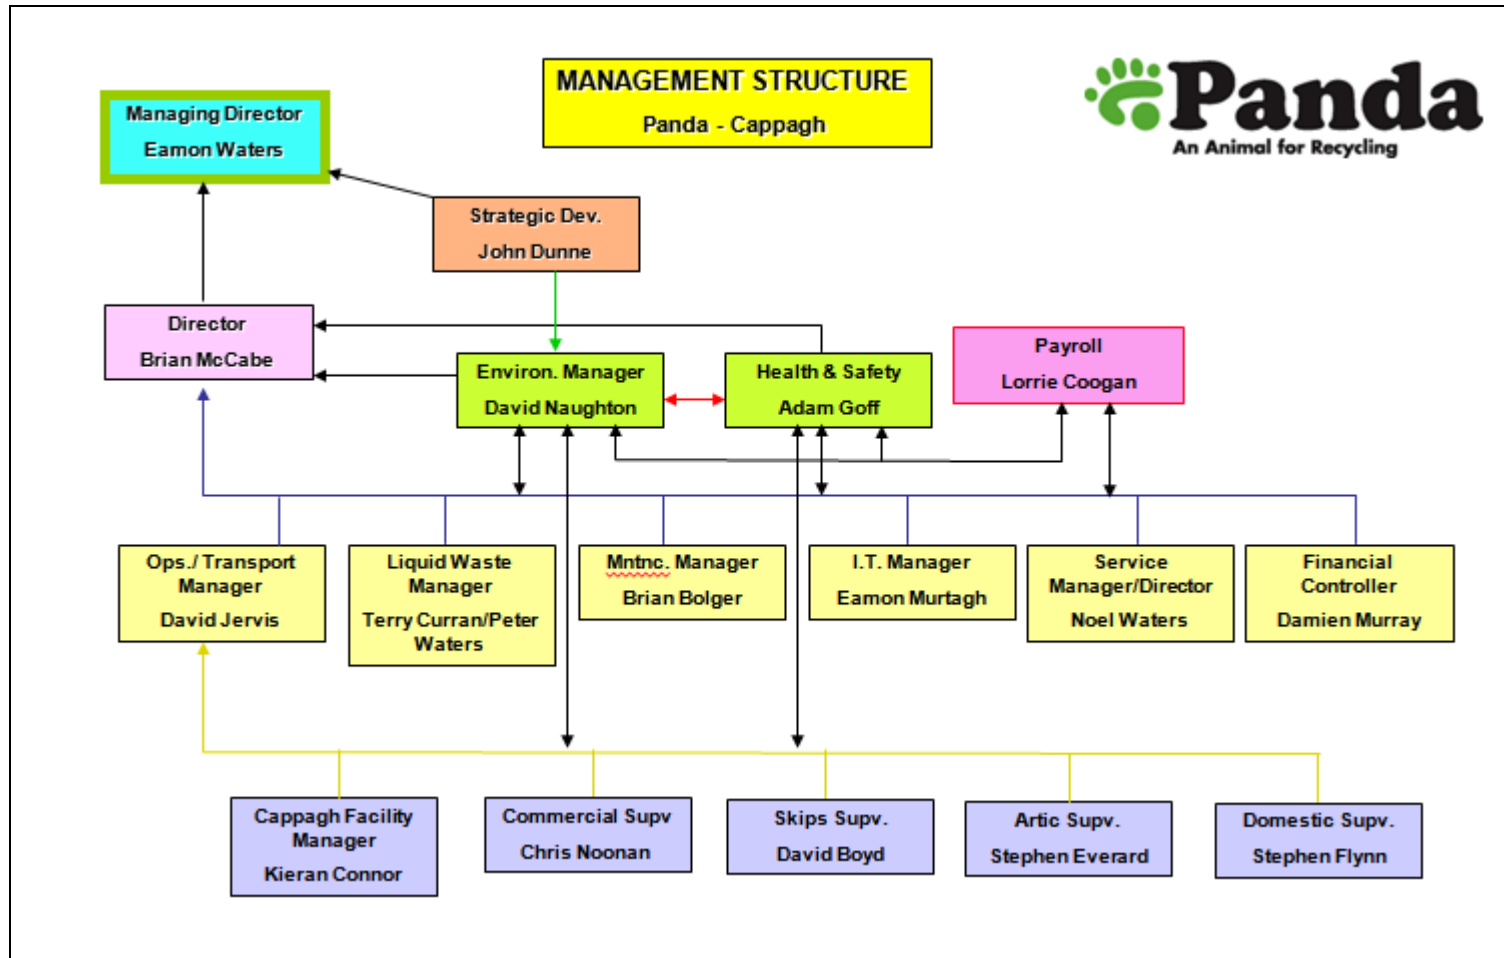 MANAGEMENT STRUCTURE
Panda - Cappagh
Panda
An Animal for Recycling
Managing Director
Eamon Waters
Strategic Dev.
John Dunne
Director
Brian McCabe
Environ. Manager
David Naughton
Health & Safety
Adam Goff
Payroll
Lorrie Coogan
Ops./ Transport
Manager
David Jervis
Liquid Waste
Manager
Terry Curran/Peter
Waters
Mntnc. Manager
Brian Bolger
I.T. Manager
Eamon Murtagh
Service
Manager/Director
Noel Waters
Financial
Controller
Damien Murray
Cappagh Facility
Manager
Kieran Connor
Commercial Supv
Chris Noonan
Skips Supv.
David Boyd
Artic Supv.
Stephen Everard
Domestic Supv.
Stephen Flynn